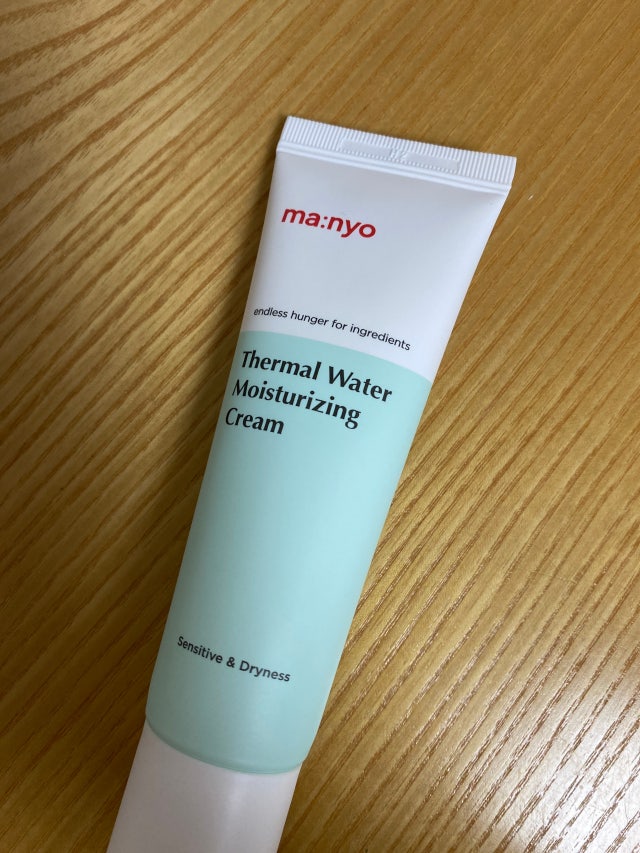 ma:nyo
endless hunger for ingredients
Thermal Water
Moisturizing
Cream
Sensitive & Dryness